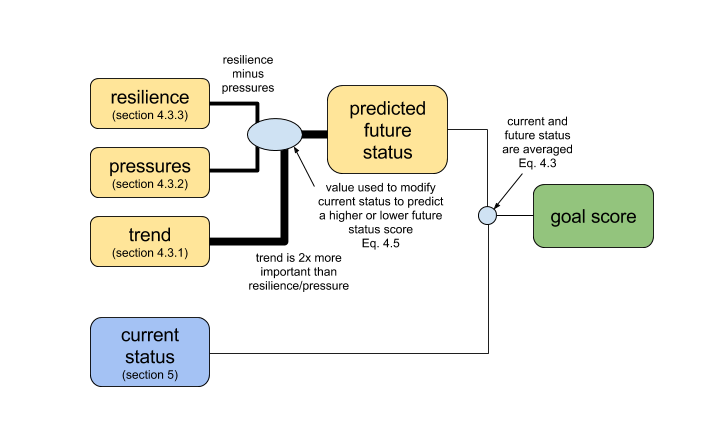 resilience
minus
pressures
resilience
(section 4.3.3)
pressures
(section 4.3.2)
trend
(section 4.3.1)
predicted
future
status
value used to modify
current status to predict
a higher or lower future
status score
Eq. 4.5
trend is 2x more
important than
resilience/pressure
current and
future status
are averaged
Eq. 4.3
goal score
current
status
(section 5)